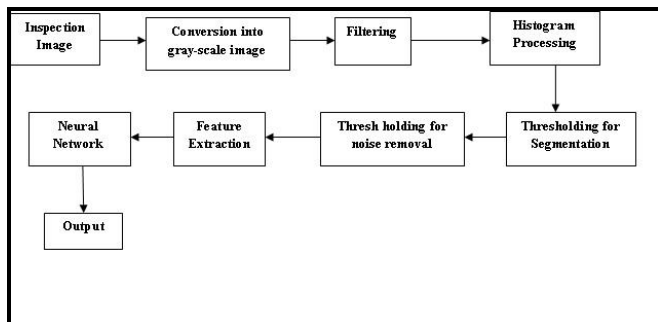 Inspection
Image
Conversion into
gray-scale image
Filtering
Histogram
Processing
Neural
Network
Feature
Extraction
Thresh holding for
noise removal
Thresholding for
Segmentation
Output